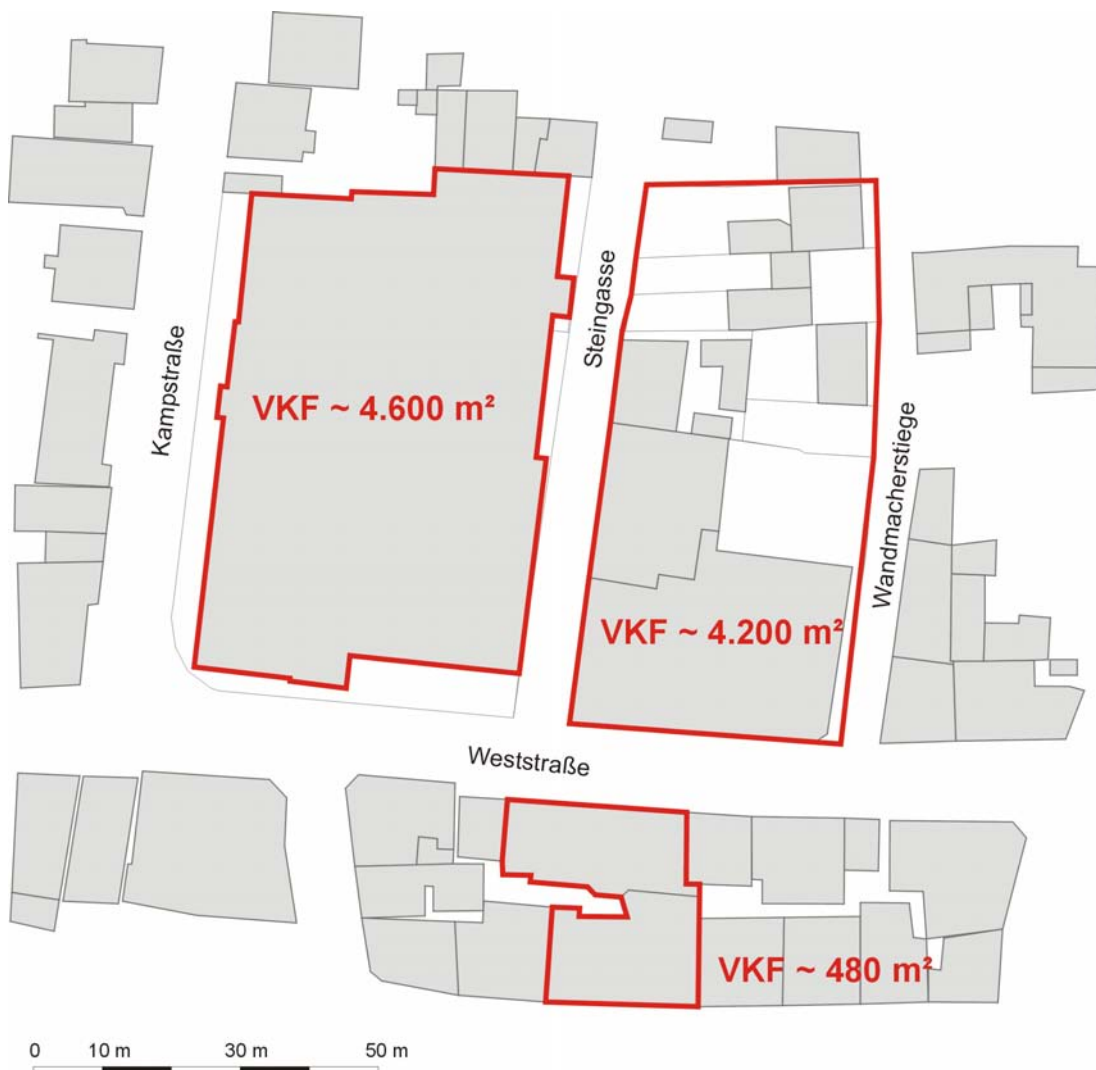 Kampstraße
Steingasse
Wandmacherstiege
VKF ~ 4.600 m²
VKF ~ 4.200 m²
Weststraße
VKF ~ 480 m²
0 10 m 30 m 50 m